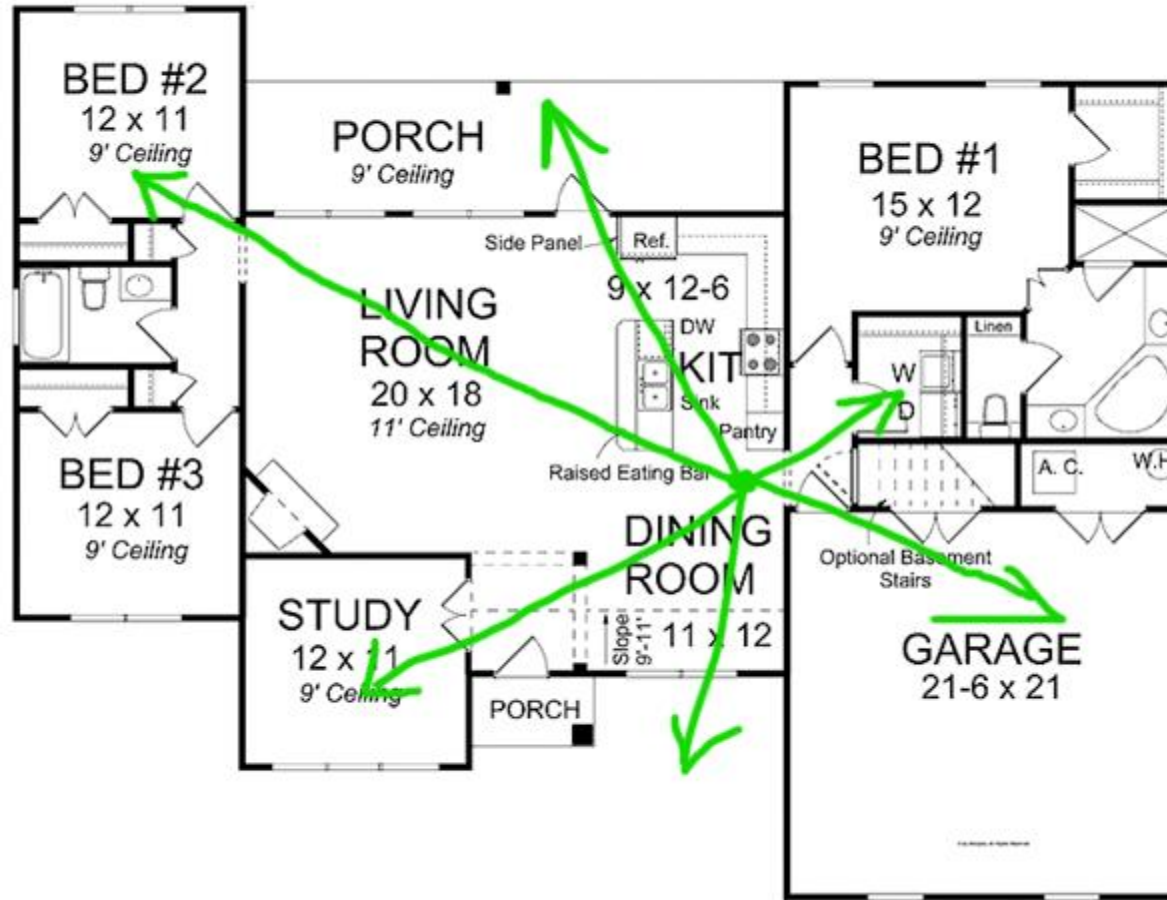 BED #2
12 x 11
9' Ceiling
PORCH
9' Ceiling
BED #1
15 x 12
9' Ceiling
Side Panel
Ref.
9 x 12-6
DW
KIT
Sink
Pantry
Raised Eating Bar
LIVING
ROOM
20 x 18
11' Ceiling
Linen
W
D
A. C.
W.H
BED #3
12 x 11
9' Ceiling
DINING
ROOM
11 x 12
Slope
9'-11'
Optional Basement
Stairs
STUDY
12 x 11
9' Ceiling
PORCH
GARAGE
21-6 x 21